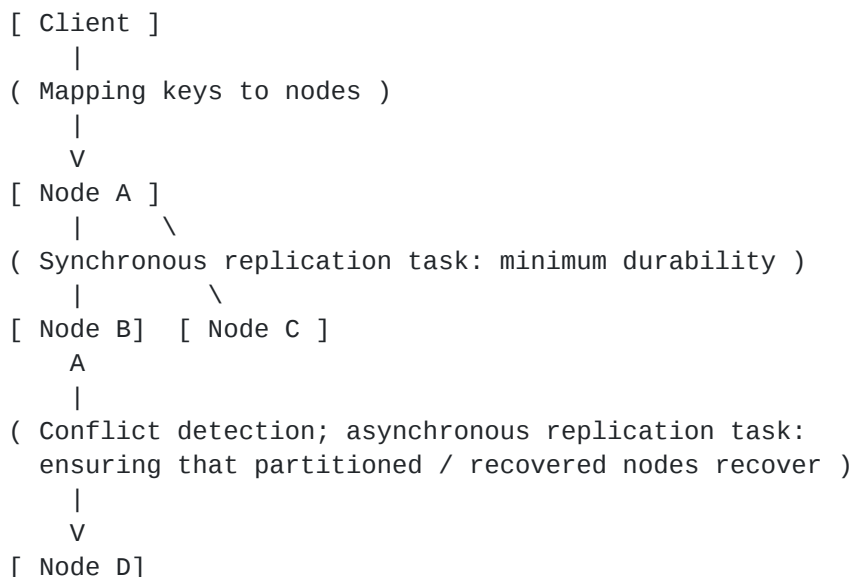 [ Client ]
|
( Mapping keys to nodes )
|
V
[ Node A ]
| \
( Synchronous replication task: minimum durability )
| \
[ Node B] [ Node C ]
A
|
( Conflict detection; asynchronous replication task:
ensuring that partitioned / recovered nodes recover )
|
V
[ Node D]